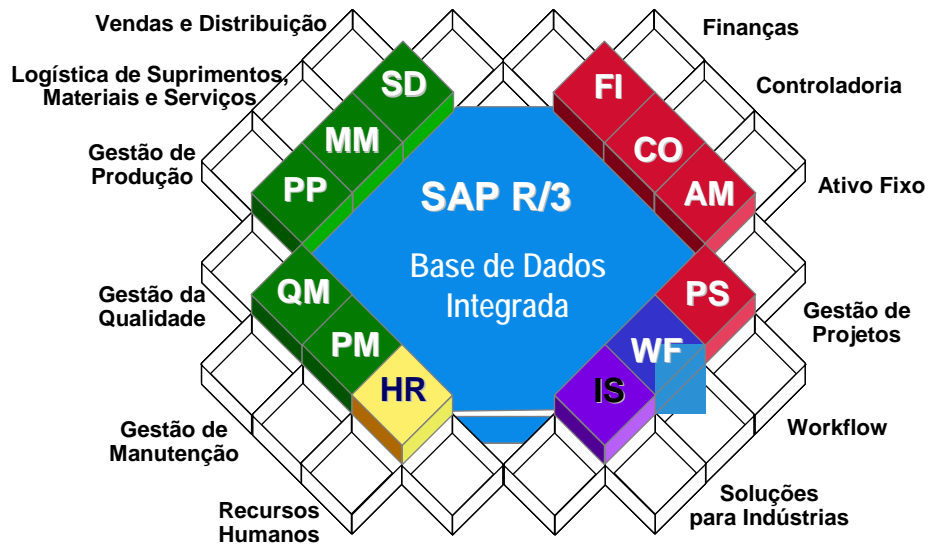 Vendas e Distribuição
Finanças
Logística de Suprimentos,
Materiais e Serviços
Controladoria
Gestão de
Produção
Ativo Fixo
SD
FI
MM
CO
PP
AM
SAP R/3
Base de Dados
Integrada
QM
PS
PM
WF
HR
IS
Gestão da
Qualidade
Gestão de
Projetos
Gestão de
Manutenção
Workflow
Recursos
Humanos
Soluções
para Indústrias